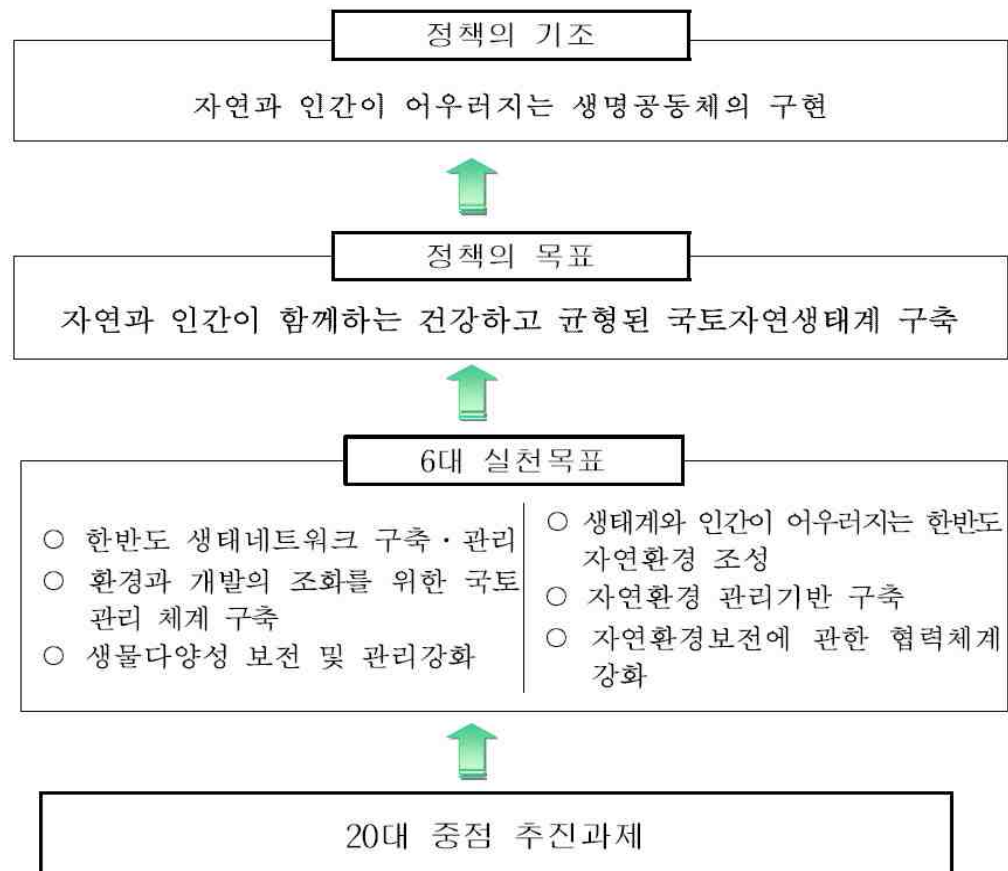 정책의 기조
자연과 인간이 어우러지는 생명공동체의 구현
정책의 목표
자연과 인간이 함께하는 건강하고 균형된 국토자연생태계 구축
6대 실천목표
○ 한반도 생태네트워크 구축·관리
○ 환경과 개발의 조화를 위한 국토
관리 체계 구축
○ 생물다양성 보전 및 관리강화
○ 생태계와 인간이 어우러지는 한반도
자연환경 조성
○ 자연환경 관리기반 구축
○ 자연환경보전에 관한 협력체계
강화
20대 중점 추진과제